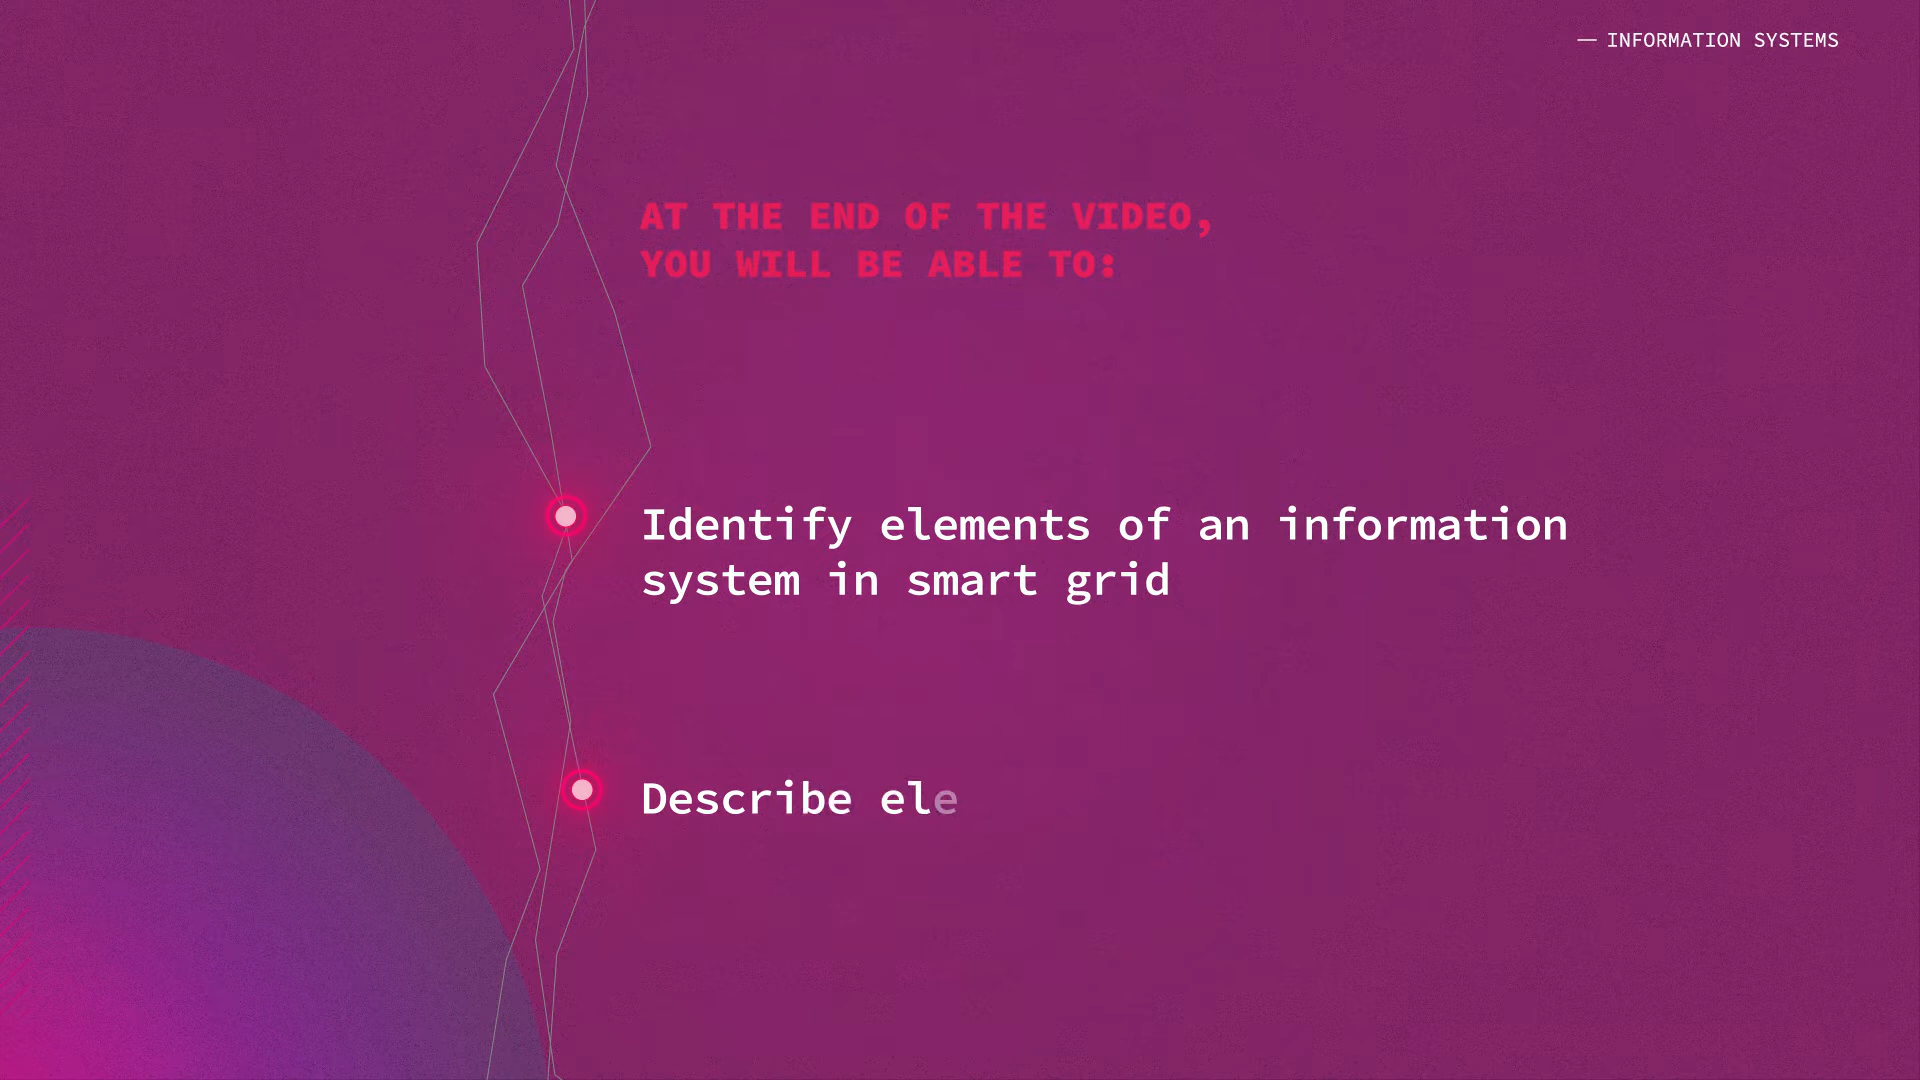 — INFORMATION SYSTEMS
AT THE END OF THE VIDEO,
YOU WILL BE ABLE TO:
Identify elements of an information
system in smart grid
Describe ele